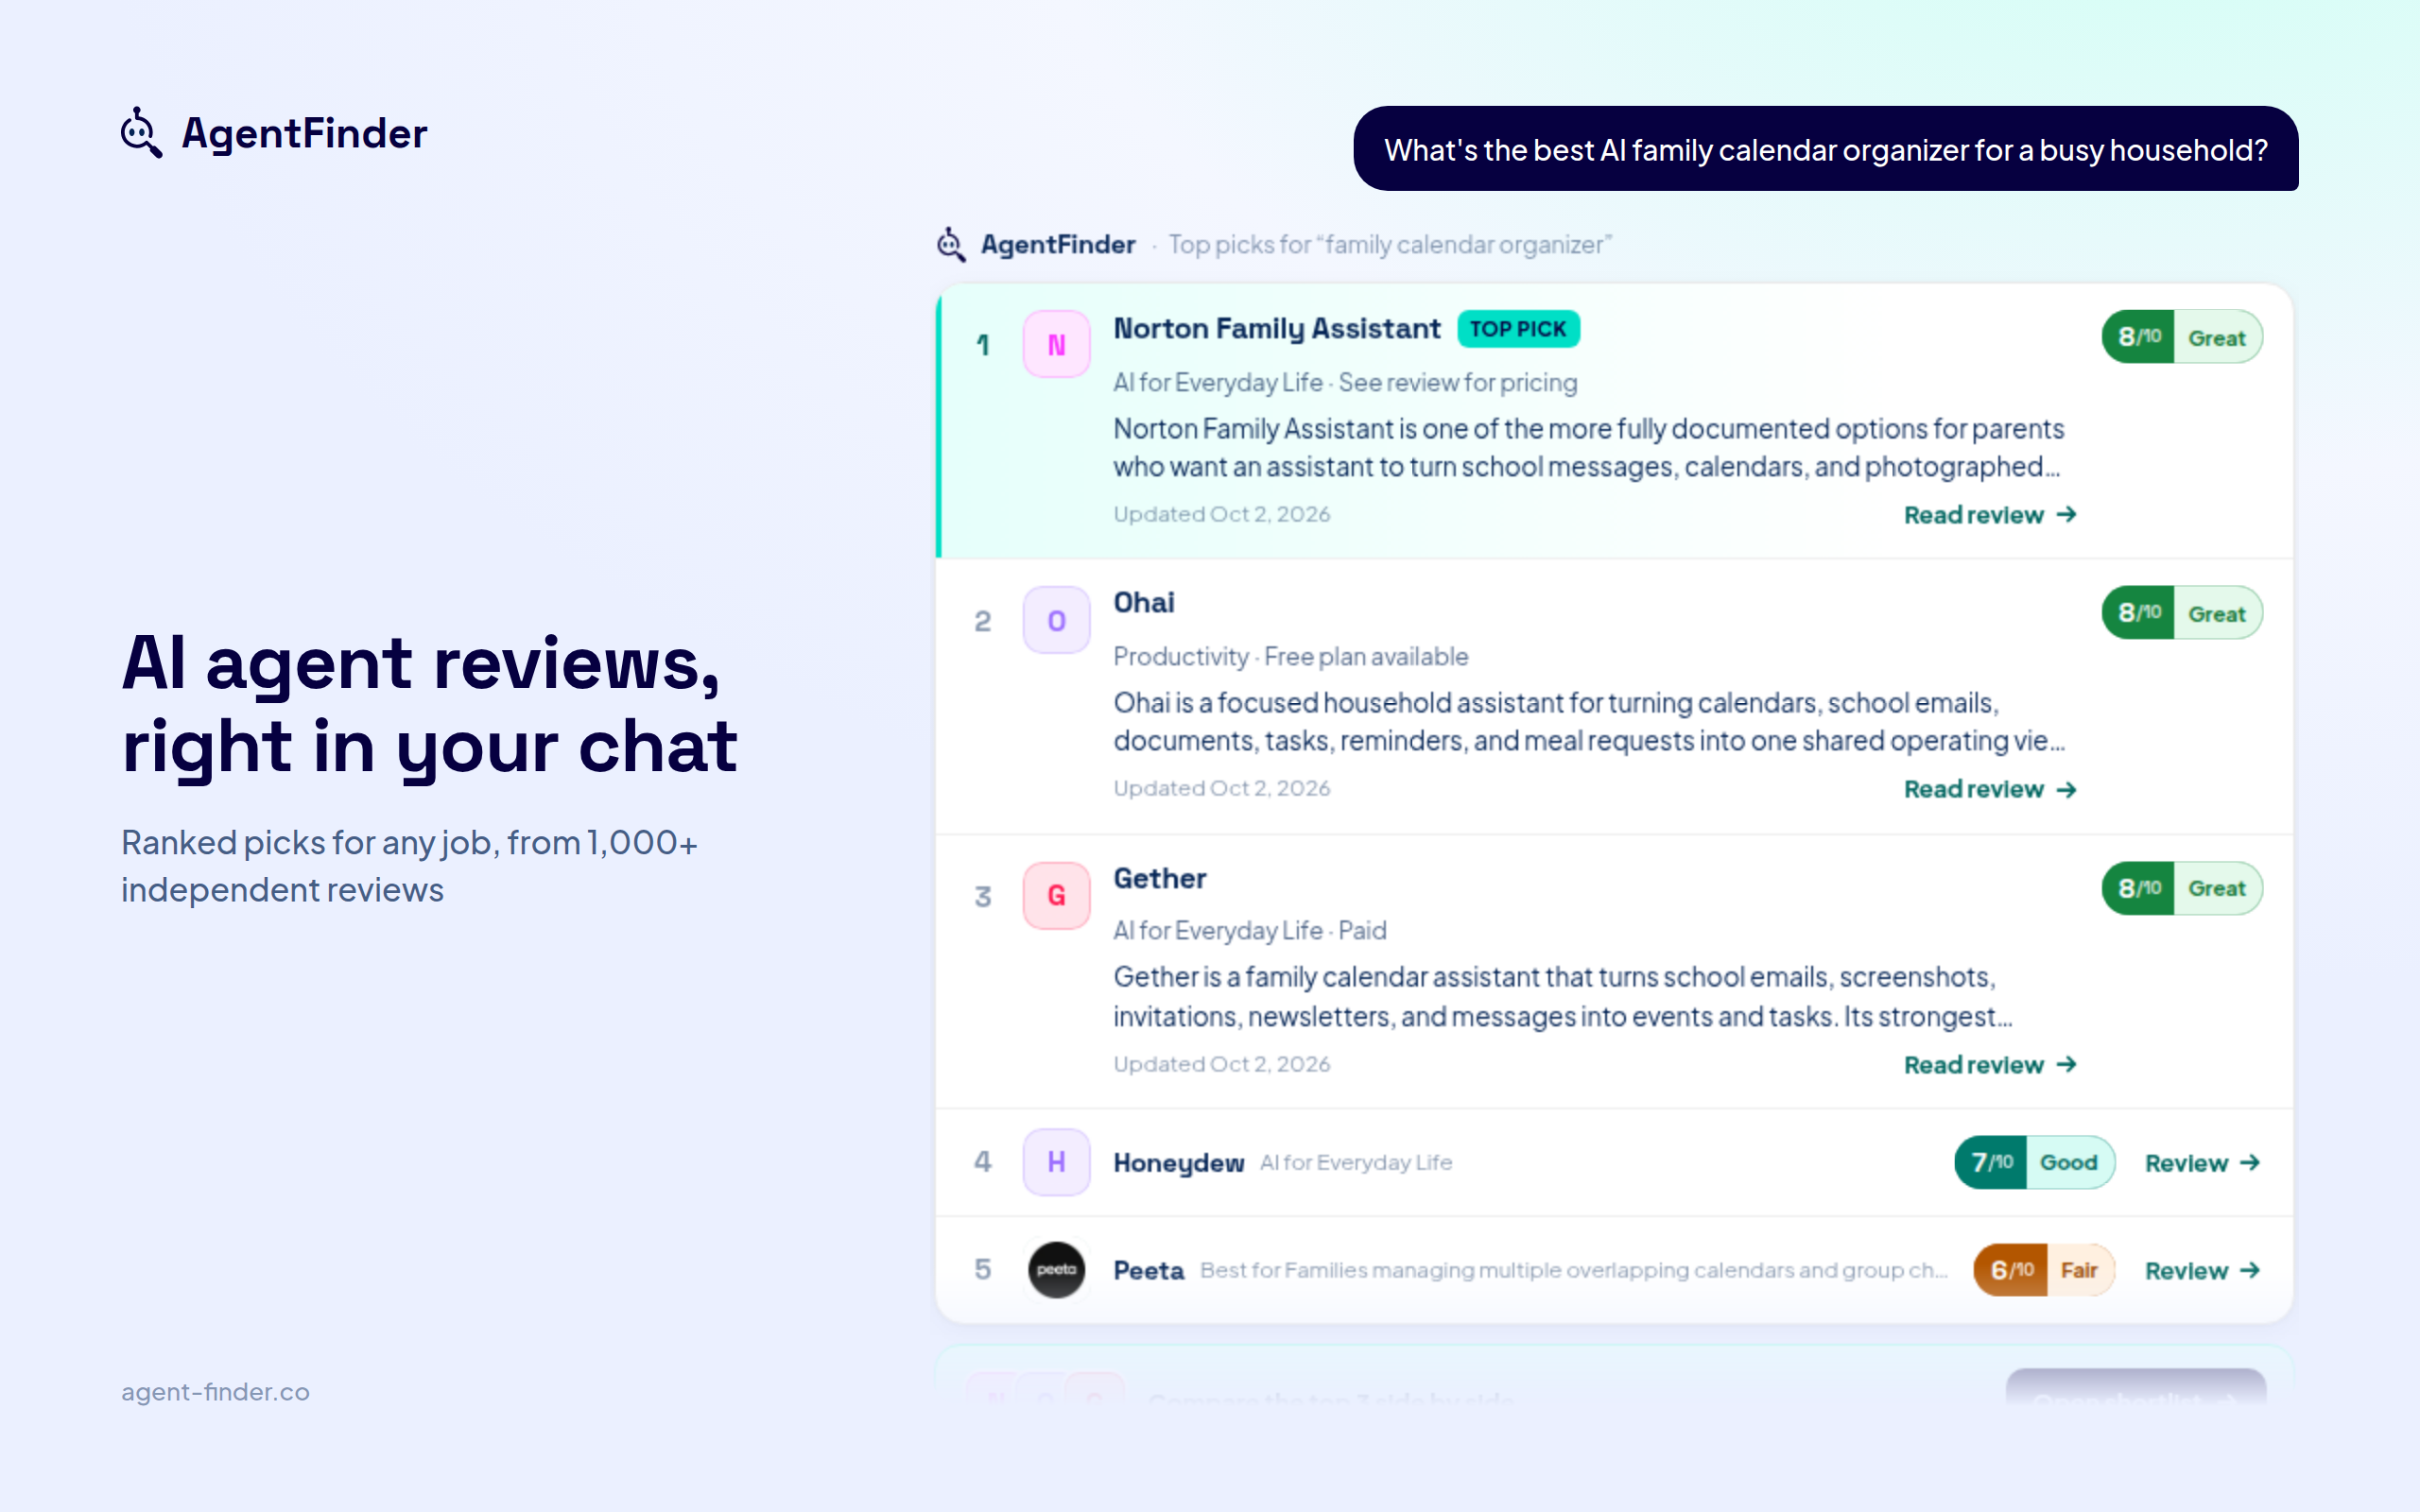 AgentFinder
What's the best AI family calendar organizer for a busy household?
AgentFinder · Top picks for “family calendar organizer”
1 N Norton Family Assistant TOP PICK 8/10 Great
AI for Everyday Life · See review for pricing
Norton Family Assistant is one of the more fully documented options for parents
who want an assistant to turn school messages, calendars, and photographed...
Updated Oct 2, 2026 Read review →
2 O Ohai 8/10 Great
Productivity · Free plan available
Ohai is a focused household assistant for turning calendars, school emails,
documents, tasks, reminders, and meal requests into one shared operating vie...
Updated Oct 2, 2026 Read review →
3 G Gether 8/10 Great
AI for Everyday Life · Paid
Gether is a family calendar assistant that turns school emails, screenshots,
invitations, newsletters, and messages into events and tasks. Its strongest...
Updated Oct 2, 2026 Read review →
4 H Honeydew AI for Everyday Life 7/10 Good Review →
5 peeta Peeta Best for Families managing multiple overlapping calendars and group ch... 6/10 Fair Review →
N O G Compare the top 3 side by side Open shortlist →
AI agent reviews,
right in your chat
Ranked picks for any job, from 1,000+
independent reviews
agent-finder.co